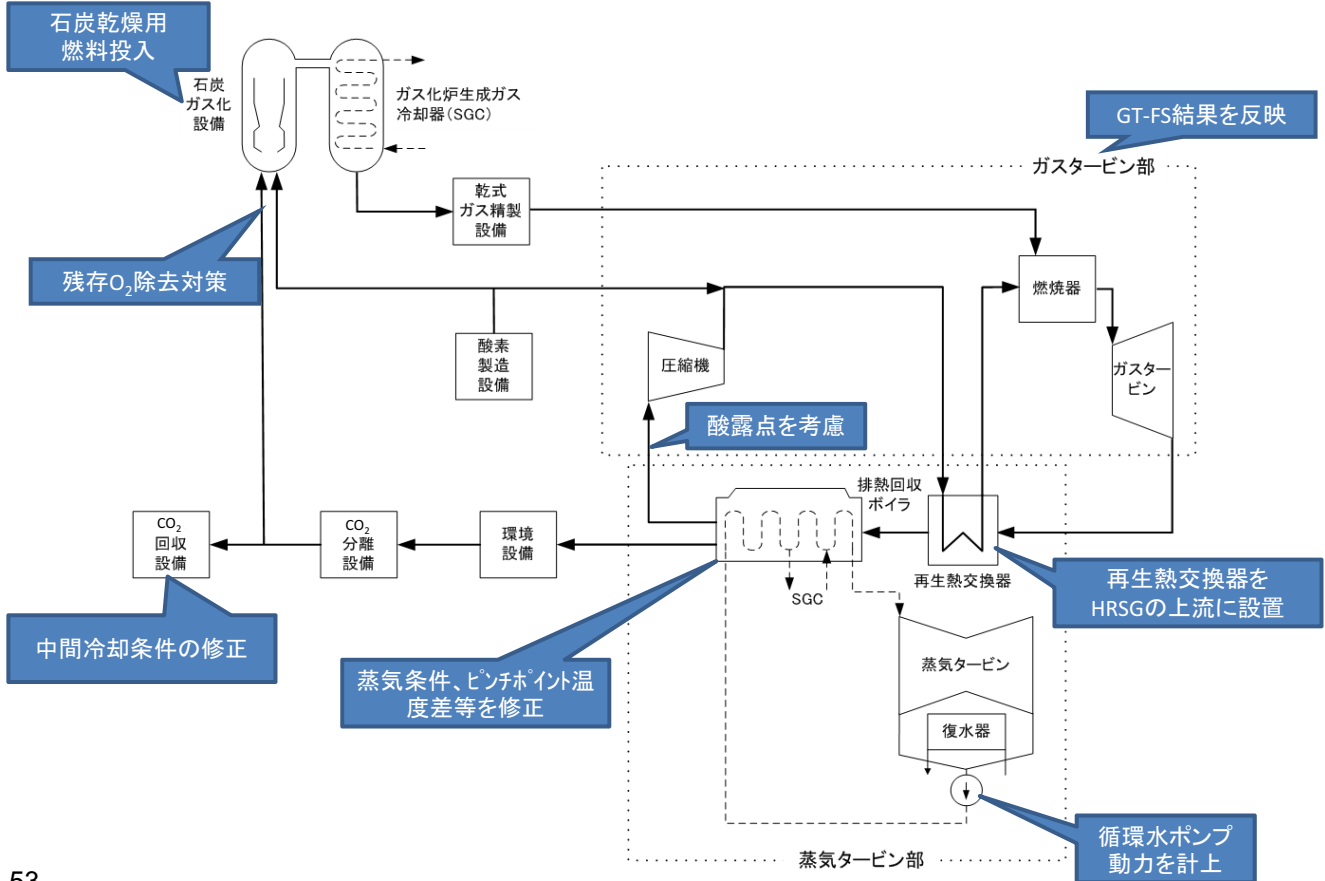 石炭乾燥用
燃料投入
石炭
ガス化
設備
ガス化炉生成ガス
冷却器(SGC)
GT-FS結果を反映
ガスタービン部
乾式
ガス精製
設備
残存O₂除去対策
燃焼器
酸素
製造
設備
圧縮機
ガスター
ビン
酸露点を考慮
排熱回収
ボイラ
CO₂
回収
設備
CO₂
分離
設備
環境
設備
SGC
再生熱交換器
再生熱交換器を
HRSGの上流に設置
中間冷却条件の修正
蒸気条件、ピンチポイント温
度差等を修正
蒸気タービン
復水器
循環水ポンプ
動力を計上
蒸気タービン部
53